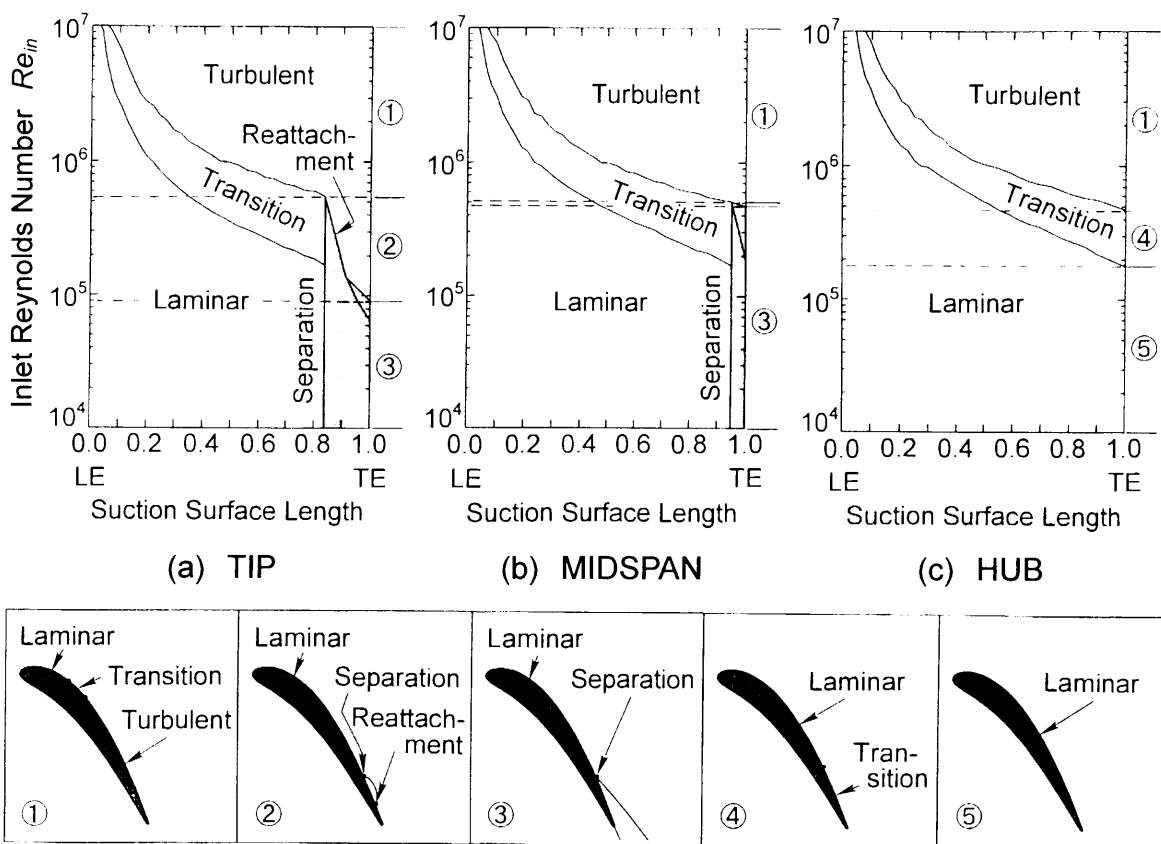 Inlet Reynolds Number Re_in
10^7
10^6
10^5
10^4
Turbulent
Reattach-
ment
Transition
Laminar
Separation
①
②
③
0.0 0.2 0.4 0.6 0.8 1.0
LE TE
Suction Surface Length
(a) TIP
10^7
10^6
10^5
10^4
Turbulent
Transition
Laminar
Separation
①
③
0.0 0.2 0.4 0.6 0.8 1.0
LE TE
Suction Surface Length
(b) MIDSPAN
10^7
10^6
10^5
10^4
Turbulent
Transition
Laminar
①
④
⑤
0.0 0.2 0.4 0.6 0.8 1.0
LE TE
Suction Surface Length
(c) HUB
Laminar
Transition
Turbulent
①
Laminar
Separation
Reattach-
ment
②
Laminar
Separation
③
Laminar
Tran-
sition
④
Laminar
⑤